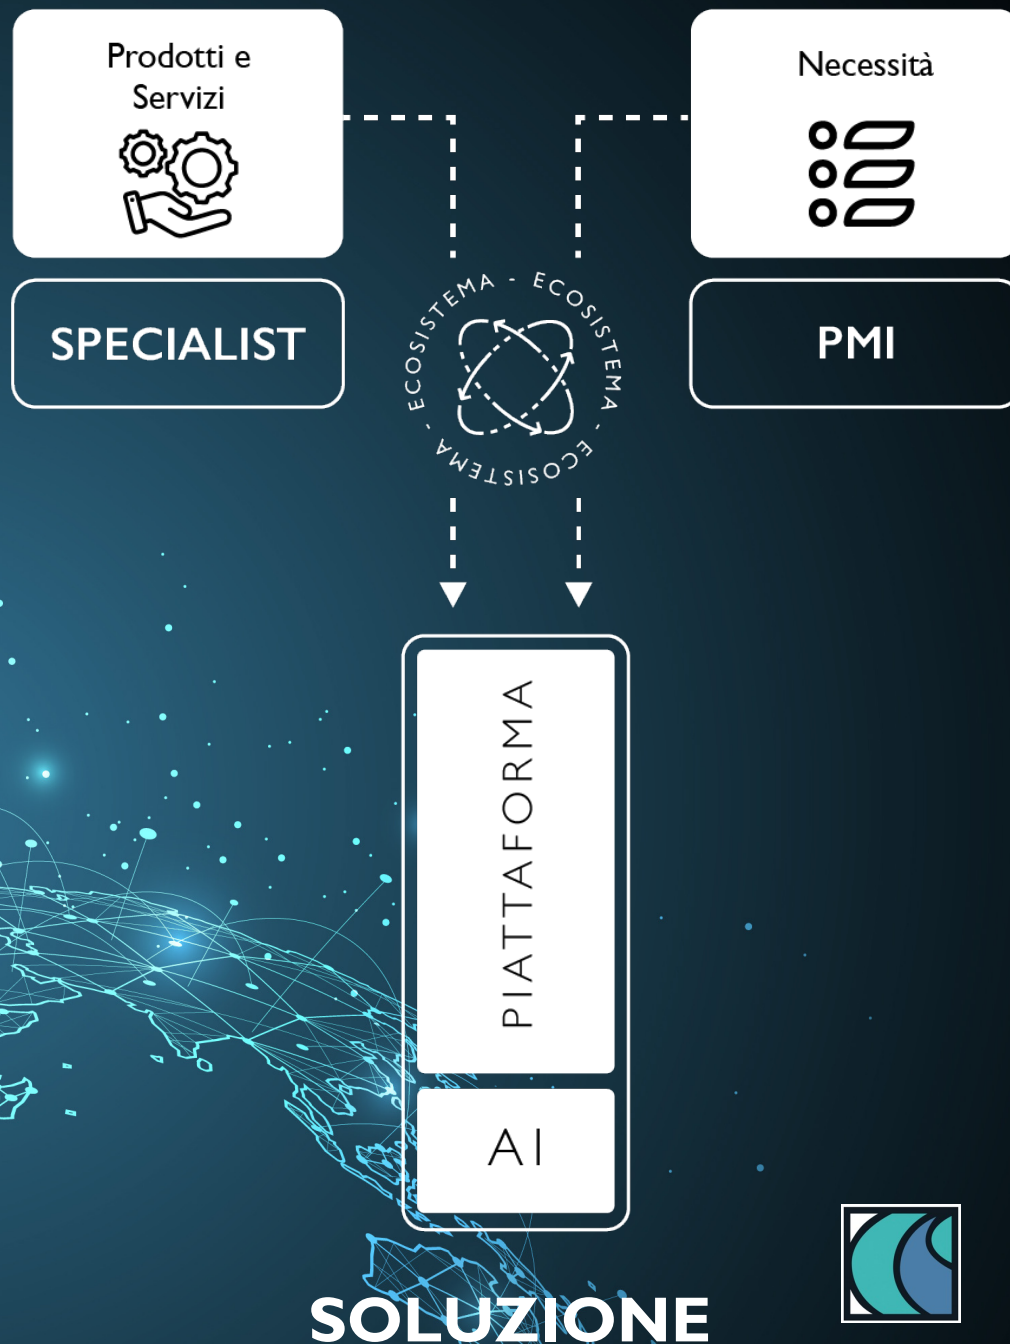 Prodotti e
Servizi
Necessità
SPECIALIST
PMI
ECOSISTEMA - ECOSISTEMA - ECOSISTEMA -
PIATTAFORMA
AI
SOLUZIONE